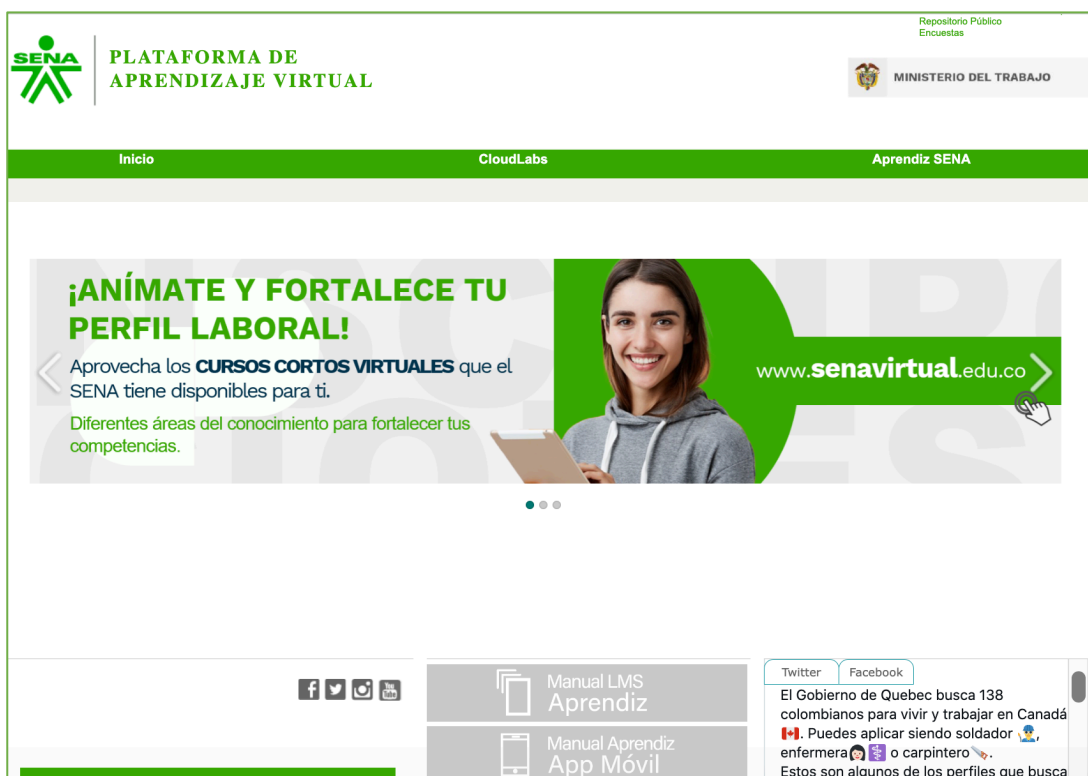 Repositorio Público
Encuestas
SENA
PLATAFORMA DE
APRENDIZAJE VIRTUAL
MINISTERIO DEL TRABAJO
Inicio
CloudLabs
Aprendiz SENA
¡ANÍMATE Y FORTALECE TU
PERFIL LABORAL!
Aprovecha los CURSOS CORTOS VIRTUALES que el
SENA tiene disponibles para ti.
Diferentes áreas del conocimiento para fortalecer tus
competencias.
www.senavirtual.edu.co
You
Tube
Manual LMS
Aprendiz
Manual Aprendiz
App Móvil
Twitter
Facebook
El Gobierno de Quebec busca 138
colombianos para vivir y trabajar en Canadá
🇨🇦. Puedes aplicar siendo soldador 👨‍🏭,
enfermera👩🏻‍⚕️ o carpintero🪚.
Estos son algunos de los perfiles que busca